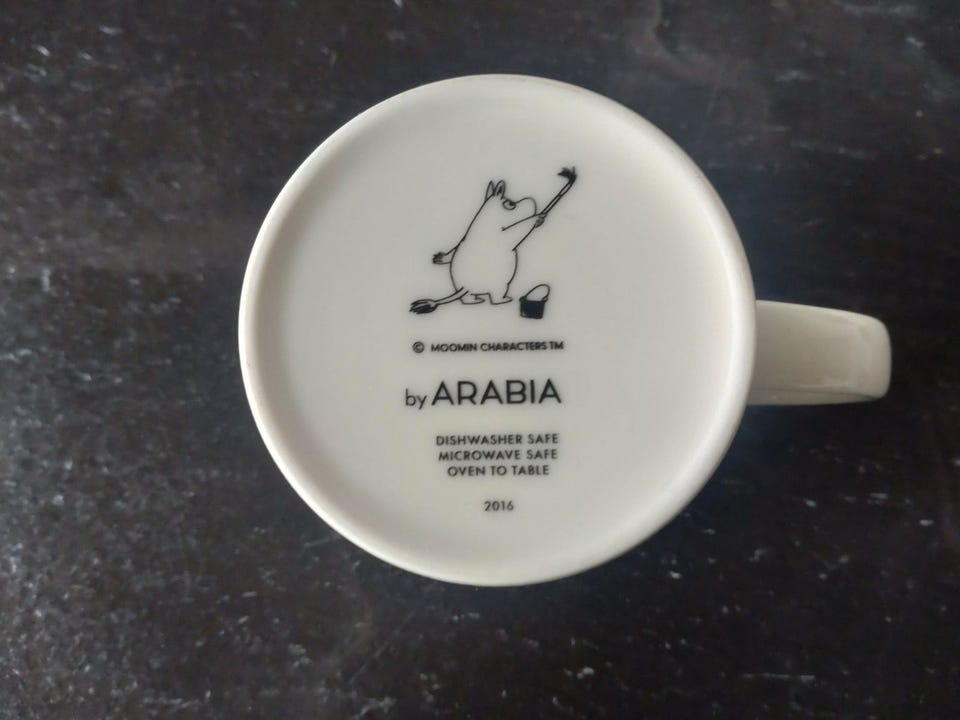 © MOOMIN CHARACTERS TM
by ARABIA
DISHWASHER SAFE
MICROWAVE SAFE
OVEN TO TABLE
2016